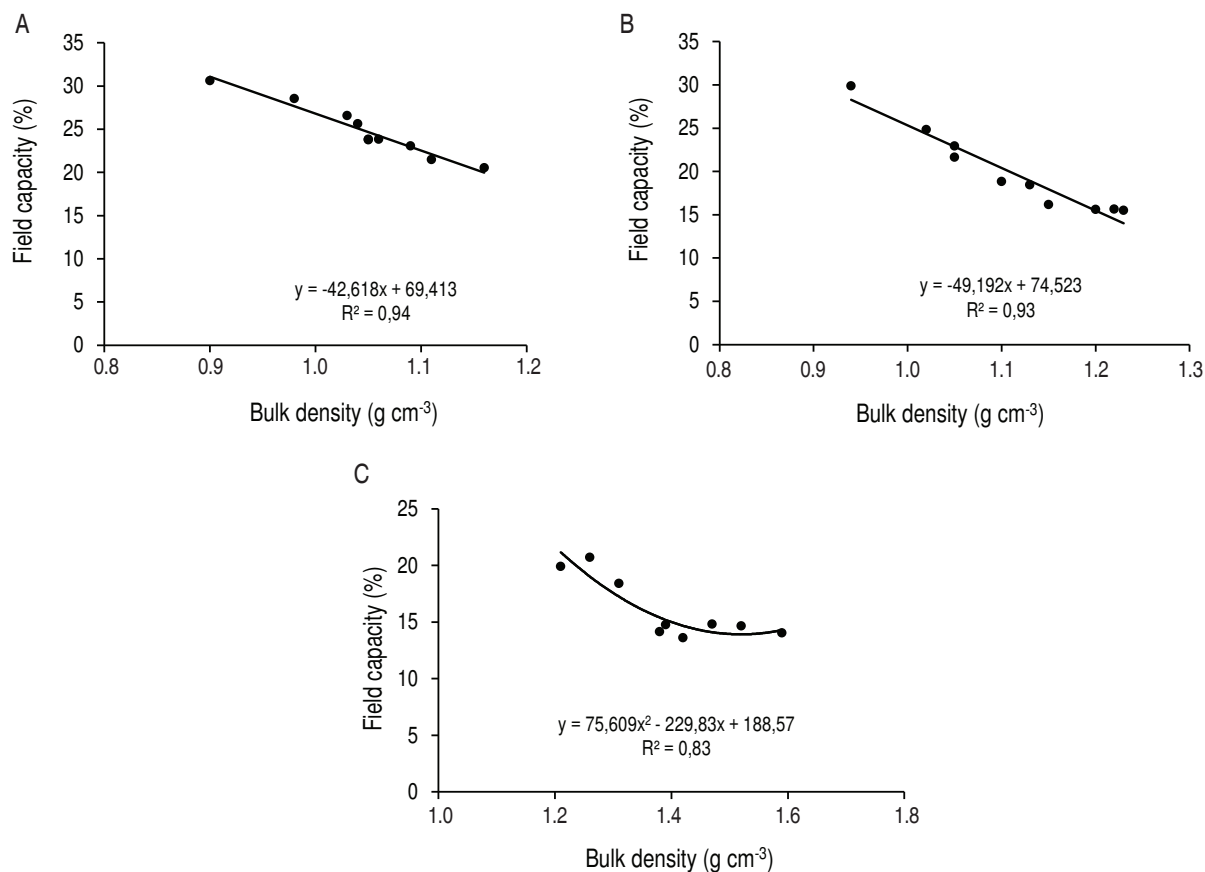 A
35
30
25
20
15
10
5
0
Field capacity (%)
y = -42,618x + 69,413
R² = 0,94
0.8 0.9 1.0 1.1 1.2
Bulk density (g cm⁻³)
B
35
30
25
20
15
10
5
0
Field capacity (%)
y = -49,192x + 74,523
R² = 0,93
0.8 0.9 1.0 1.1 1.2 1.3
Bulk density (g cm⁻³)
C
25
20
15
10
5
0
Field capacity (%)
y = 75,609x² - 229,83x + 188,57
R² = 0,83
1.0 1.2 1.4 1.6 1.8
Bulk density (g cm⁻³)